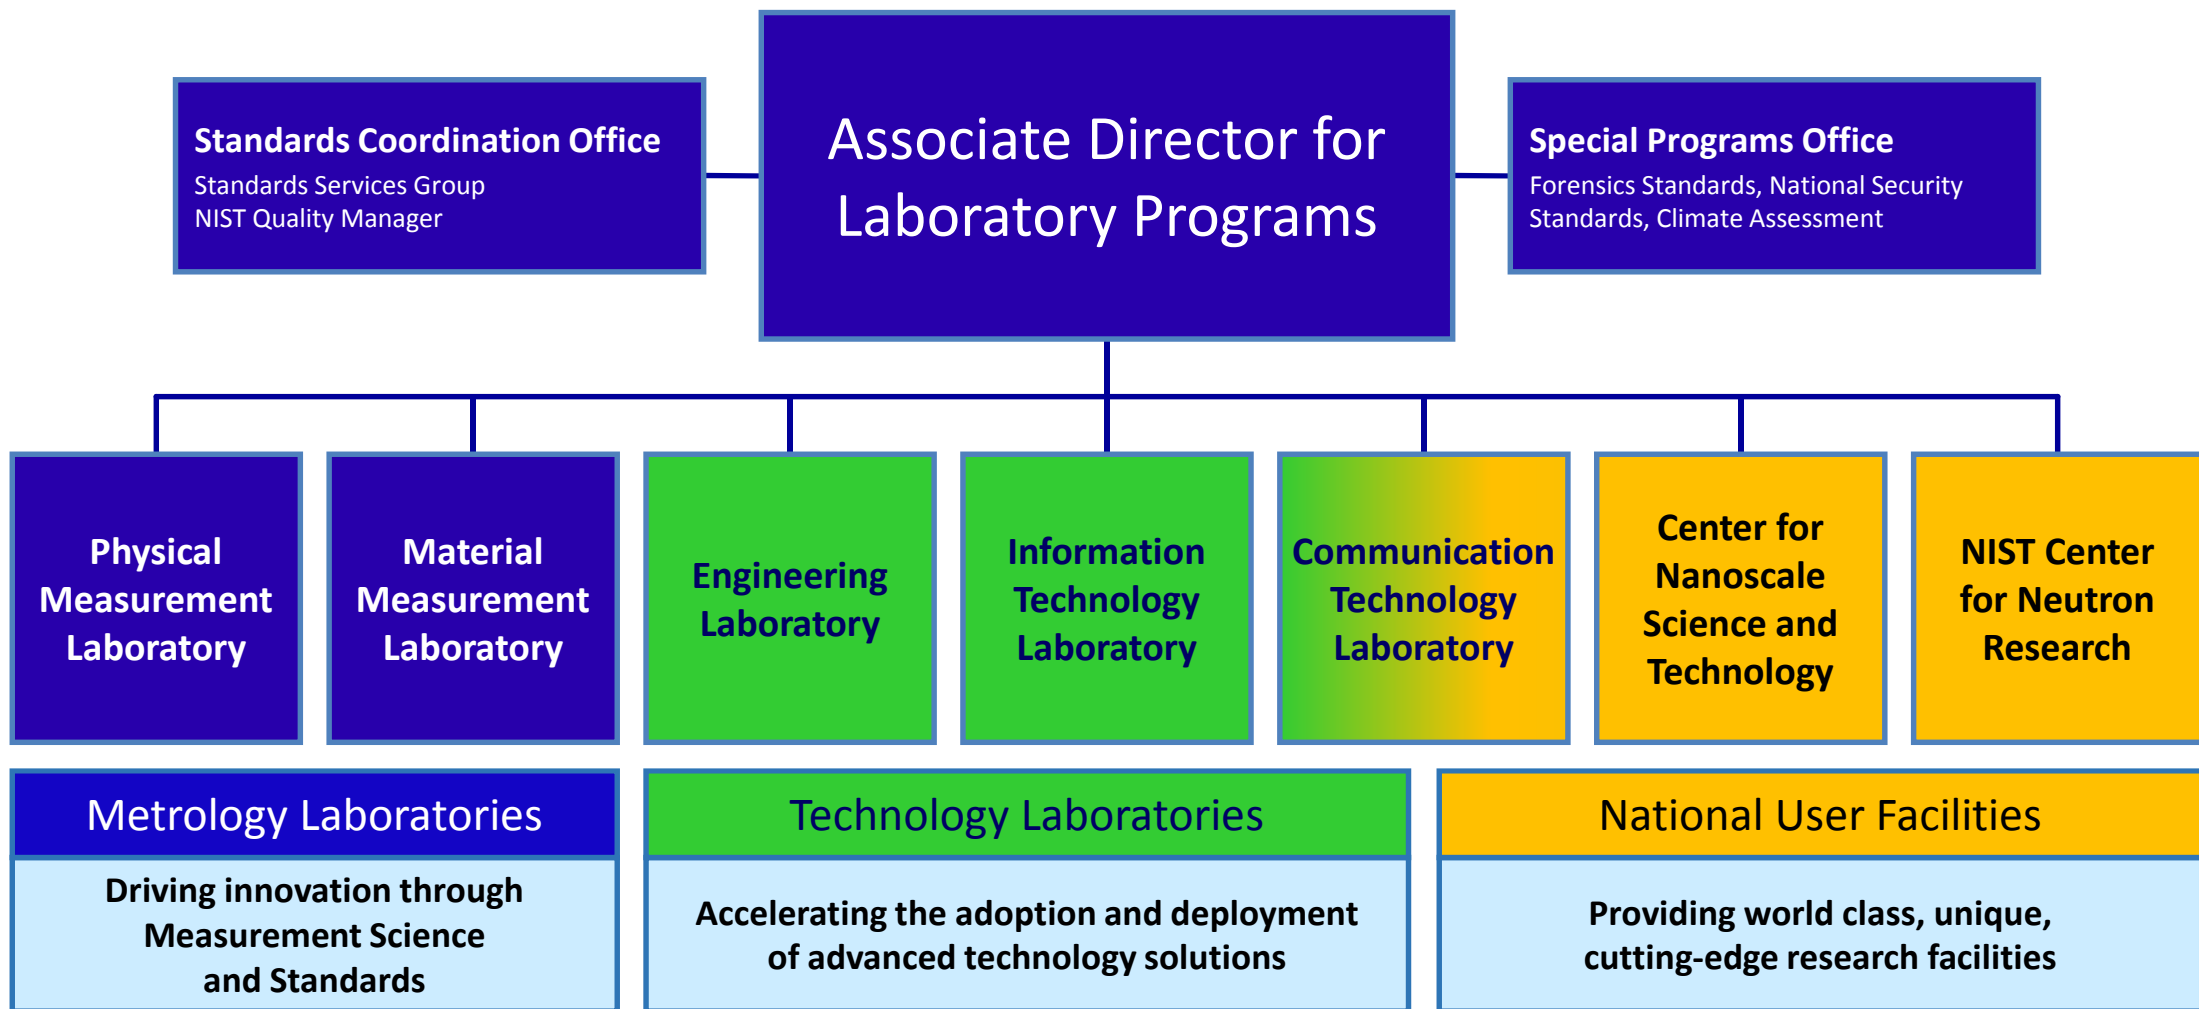 Associate Director for
Laboratory Programs
Standards Coordination Office
Standards Services Group
NIST Quality Manager
Special Programs Office
Forensics Standards, National Security
Standards, Climate Assessment
Physical
Measurement
Laboratory
Material
Measurement
Laboratory
Engineering
Laboratory
Information
Technology
Laboratory
Communication
Technology
Laboratory
Center for
Nanoscale
Science and
Technology
NIST Center
for Neutron
Research
Metrology Laboratories
Driving innovation through
Measurement Science
and Standards
Technology Laboratories
Accelerating the adoption and deployment
of advanced technology solutions
National User Facilities
Providing world class, unique,
cutting-edge research facilities